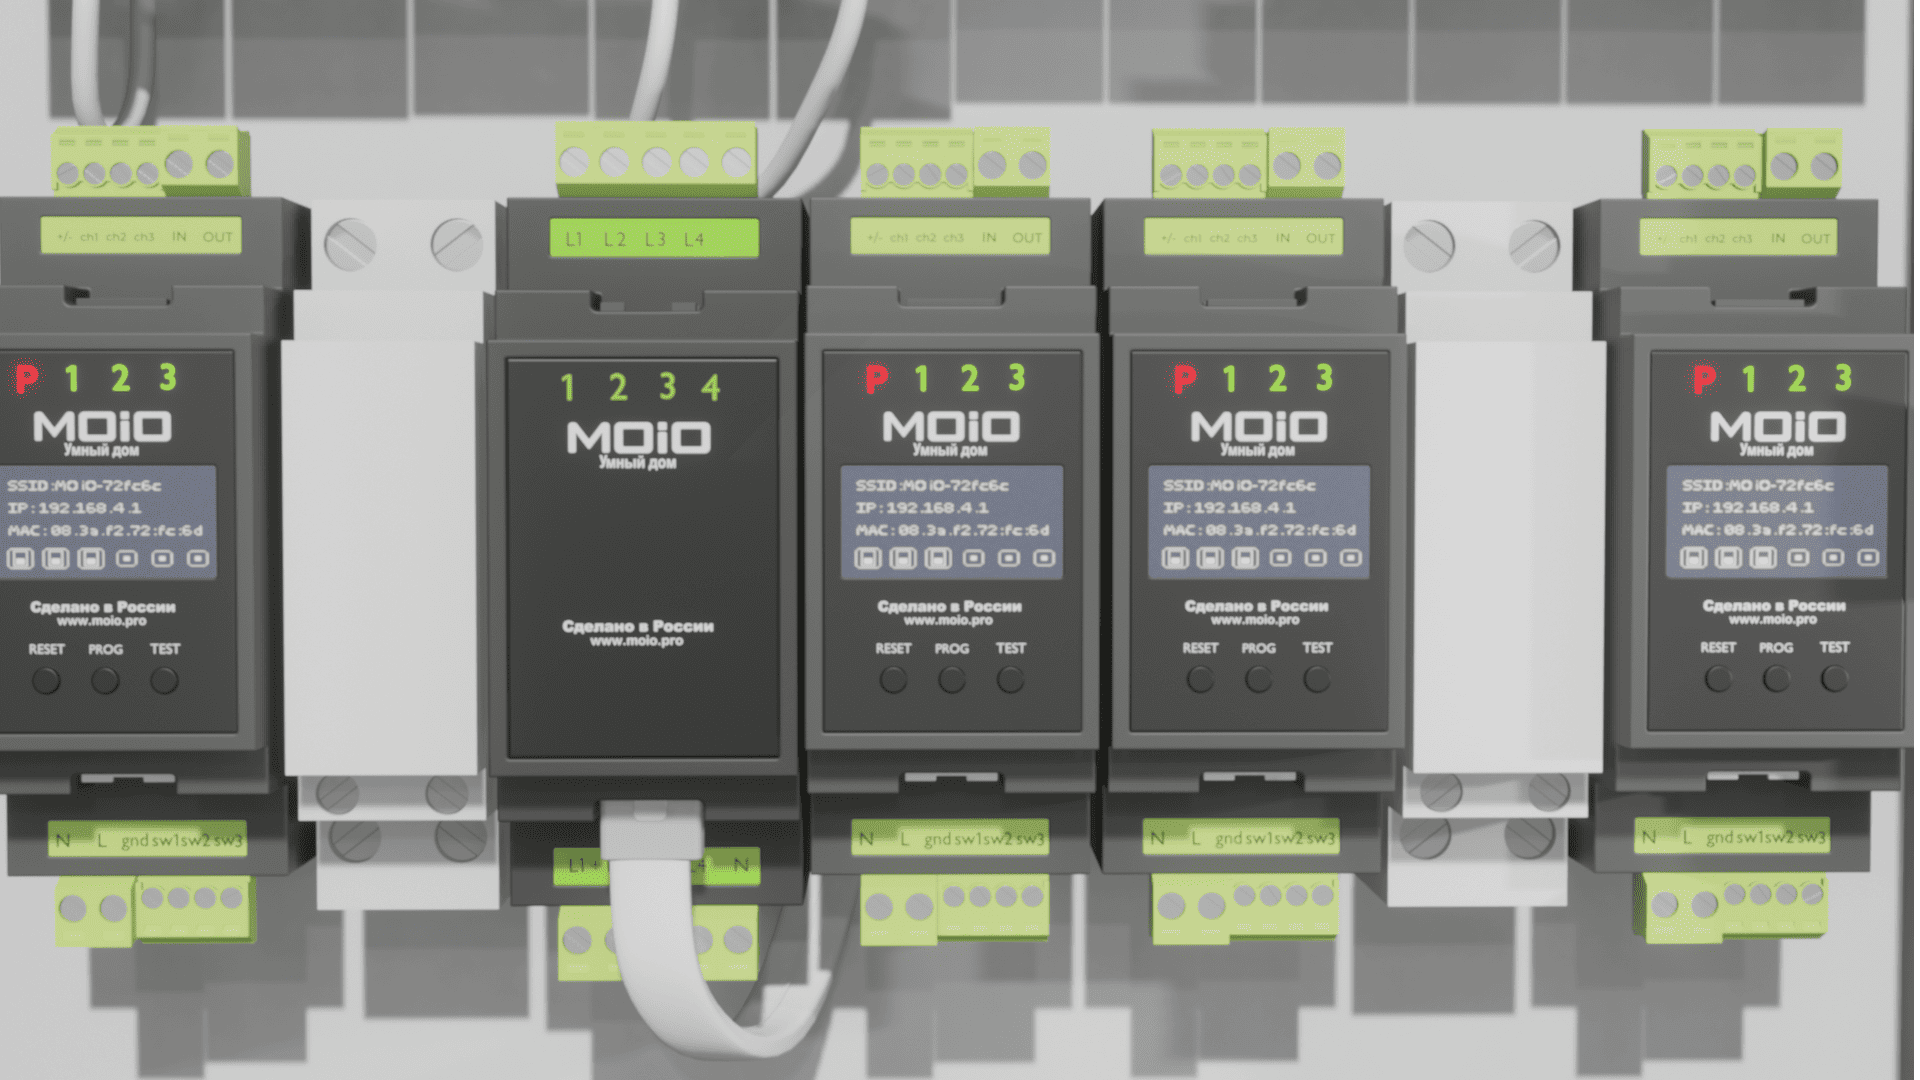 +/- ch1 ch2 ch3 IN OUT
P 1 2 3
MOiO
Умный дом
SSID:MOiO-72fc6c
IP:192.168.4.1
MAC:08.3a.f2.72:fc:6d
Сделано в России
www.moio.pro
RESET PROG TEST
N L gnd sw1 sw2 sw3
L1 L2 L3 L4
1 2 3 4
MOiO
Умный дом
Сделано в России
www.moio.pro
L1 N
+/- ch1 ch2 ch3 IN OUT
P 1 2 3
MOiO
Умный дом
SSID:MOiO-72fc6c
IP:192.168.4.1
MAC:08.3a.f2.72:fc:6d
Сделано в России
www.moio.pro
RESET PROG TEST
N L gnd sw1 sw2 sw3
+/- ch1 ch2 ch3 IN OUT
P 1 2 3
MOiO
Умный дом
SSID:MOiO-72fc6c
IP:192.168.4.1
MAC:08.3a.f2.72:fc:6d
Сделано в России
www.moio.pro
RESET PROG TEST
N L gnd sw1 sw2 sw3
+/- ch1 ch2 ch3 IN OUT
P 1 2 3
MOiO
Умный дом
SSID:MOiO-72fc6c
IP:192.168.4.1
MAC:08.3a.f2.72:fc:6d
Сделано в России
www.moio.pro
RESET PROG TEST
N L gnd sw1 sw2 sw3